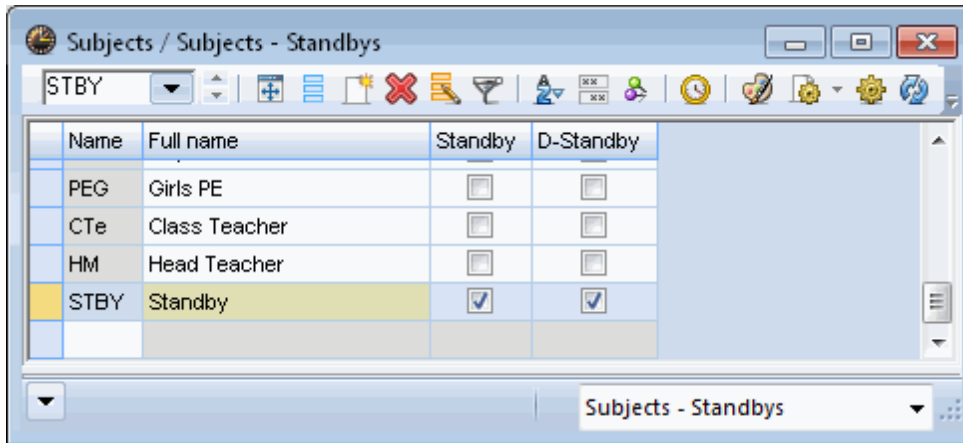 Subjects / Subjects - Standbys
STBY
Name Full name Standby D-Standby
PEG Girls PE
CTe Class Teacher
HM Head Teacher
STBY Standby
Subjects - Standbys